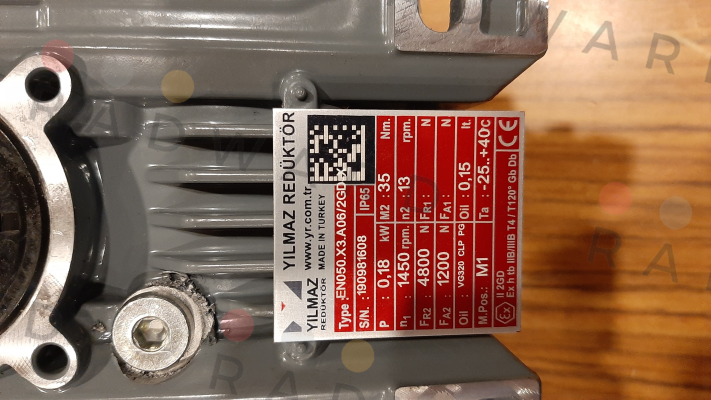 YILMAZ REDÜKTÖR
YILMAZ
REDÜKTÖR
www.yr.com.tr
MADE IN TURKEY
Type : EN050.X3.A06/2GD
S/N. : 190981608 IP65
P : 0,18 kW M2 : 35 Nm.
n1 : 1450 rpm. n2 : 13 rpm.
FR2 : 4800 N FR1 : N
FA2 : 1200 N FA1 : N
Oil : VG320 CLP PG Oil : 0,15 lt.
M.Pos.: M1 Ta : -25..+40c
II 2GD
Ex h tb IIB/IIIB T4 / T120° Gb Db
CE
RADWARD
RADWARD
RADWARD